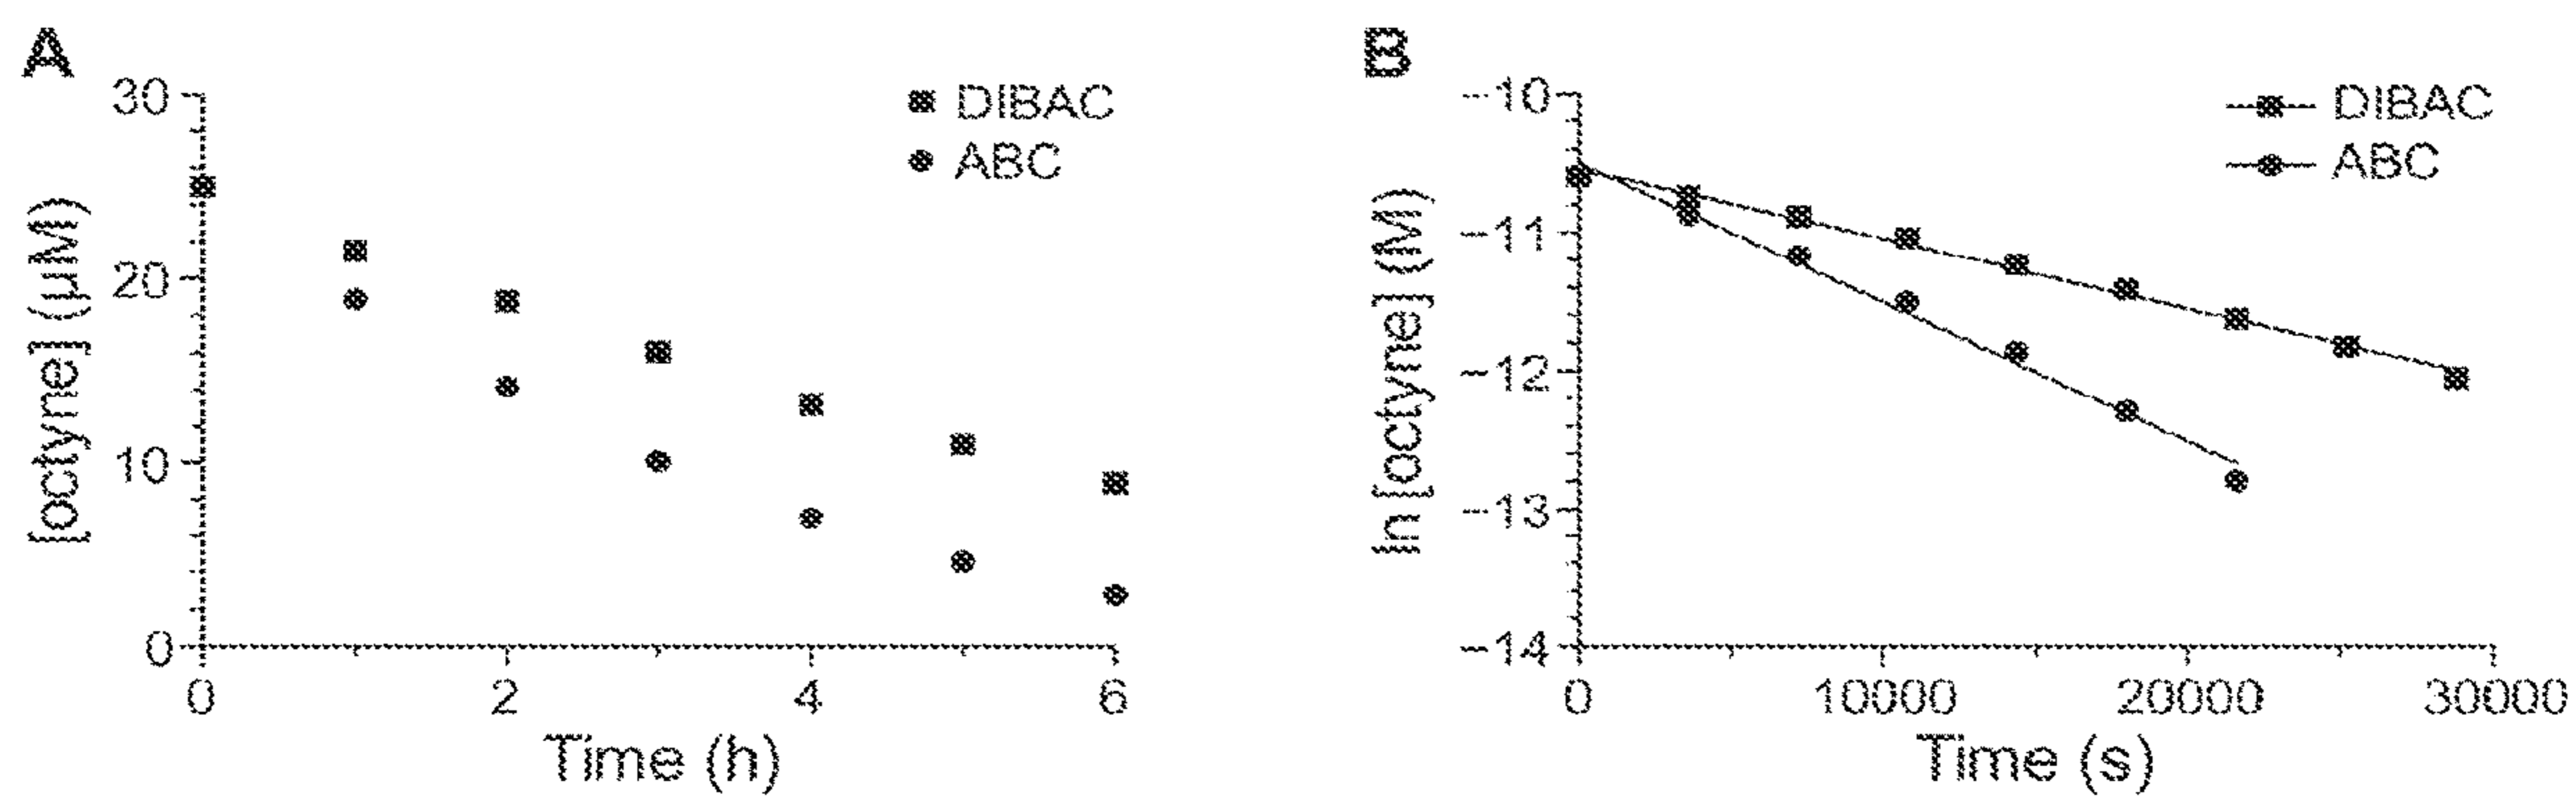 A
30
20
10
0
[octyne] (µM)
DIBAC
ABC
0
2
4
6
Time (h)
B
−10
−11
−12
−13
−14
ln [octyne] (M)
DIBAC
ABC
0
10000
20000
30000
Time (s)